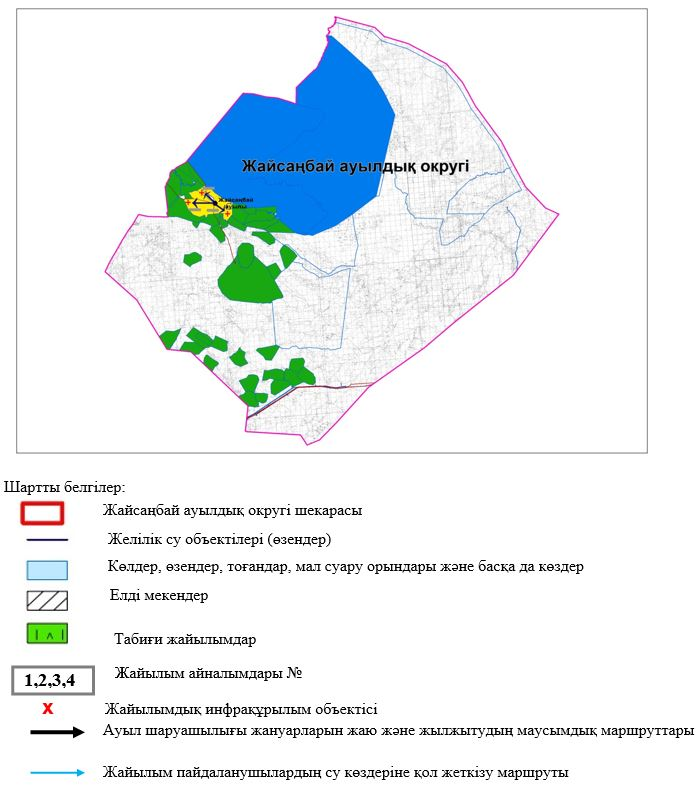 Жайсаңбай ауылдық округі
Жайсаңбай
ауылы
Шартты белгілер:
Жайсаңбай ауылдық округі шекарасы
Желілік су объектілері (өзендер)
Көлдер, өзендер, тоғандар, мал суару орындары және басқа да көздер
Елді мекендер
Табиғи жайылымдар
1,2,3,4 Жайылым айналымдары №
X Жайылымдық инфрақұрылым объектісі
Ауыл шаруашылығы жануарларын жаю және жылжытудың маусымдық маршруттары
Жайылым пайдаланушылардың су көздеріне қол жеткізу маршруты